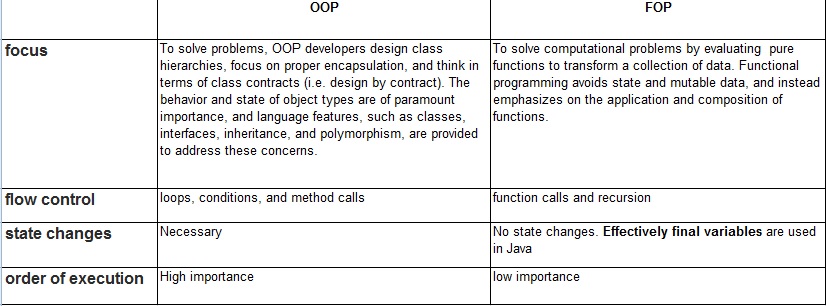 OOP FOP
focus
To solve problems, OOP developers design class
hierarchies, focus on proper encapsulation, and think in
terms of class contracts (i.e. design by contract). The
behavior and state of object types are of paramount
importance, and language features, such as classes,
interfaces, inheritance, and polymorphism, are provided
to address these concerns.
To solve computational problems by evaluating pure
functions to transform a collection of data. Functional
programming avoids state and mutable data, and instead
emphasizes on the application and composition of
functions.
flow control
loops, conditions, and method calls
function calls and recursion
state changes
Necessary
No state changes. Effectively final variables are used
in Java
order of execution
High importance
low importance